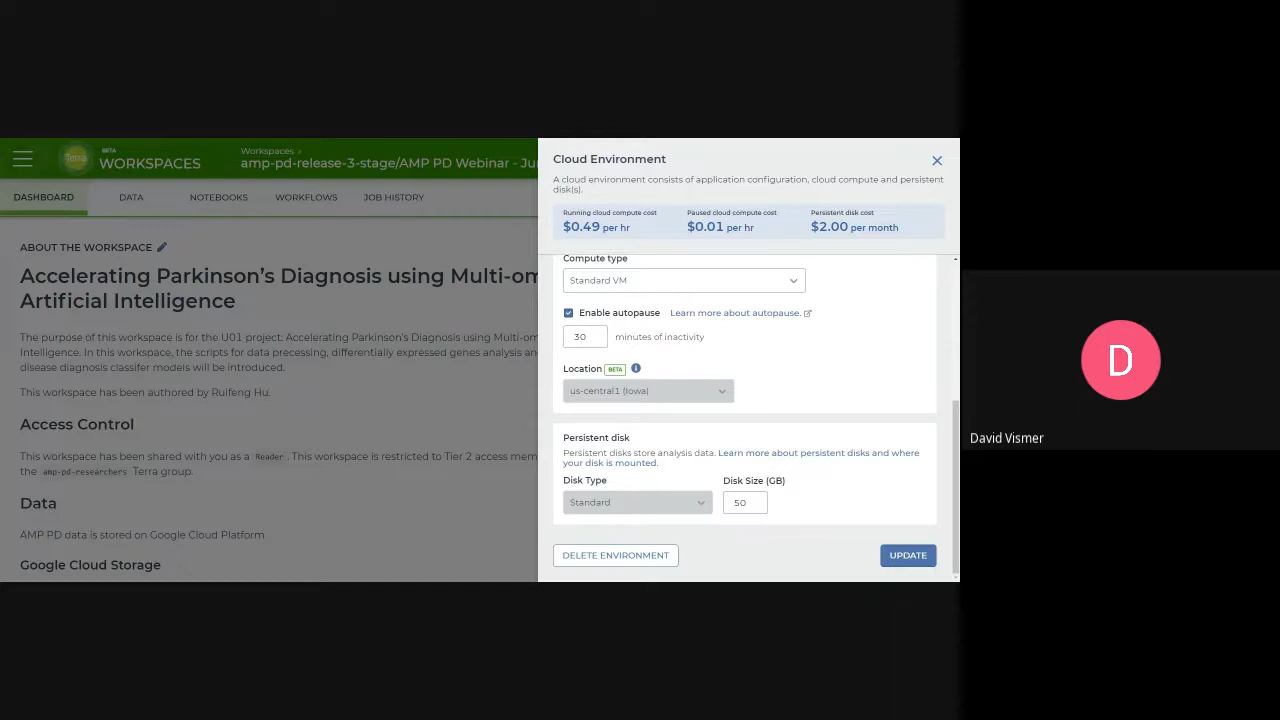 BETA
Terra
WORKSPACES
Workspaces
amp-pd-release-3-stage/AMP PD Webinar - Ju
DASHBOARD DATA NOTEBOOKS WORKFLOWS JOB HISTORY
ABOUT THE WORKSPACE
Accelerating Parkinson’s Diagnosis using Multi-om
Artificial Intelligence
The purpose of this workspace is for the U01 project: Accelerating Parkinson's Diagnosis using Multi-om
Intelligence. In this workspace, the scripts for data precessing, differentially expressed genes analysis an
disease diagnosis classifer models will be introduced.
This workspace has been authored by Ruifeng Hu.
Access Control
This workspace has been shared with you as a Reader. This workspace is restricted to Tier 2 access mem
the amp-pd-researchers Terra group.
Data
AMP PD data is stored on Google Cloud Platform
Google Cloud Storage
Cloud Environment
A cloud environment consists of application configuration, cloud compute and persistent
disk(s).
Running cloud compute cost Paused cloud compute cost Persistent disk cost
$0.49 per hr $0.01 per hr $2.00 per month
Compute type
Standard VM
Enable autopause Learn more about autopause.
30 minutes of inactivity
Location BETA
us-central1 (Iowa)
Persistent disk
Persistent disks store analysis data. Learn more about persistent disks and where
your disk is mounted.
Disk Type Disk Size (GB)
Standard 50
DELETE ENVIRONMENT UPDATE
D
David Vismer